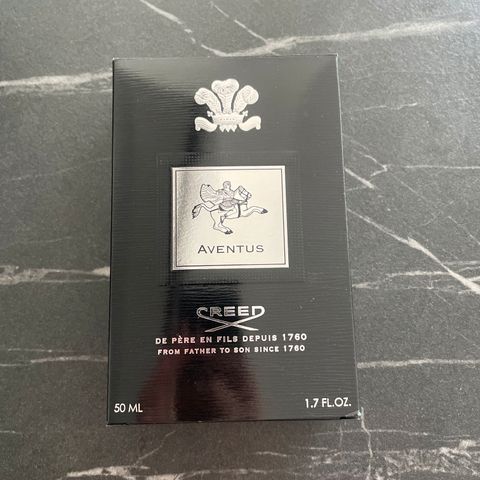 AVENTUS
CREED
DE PÈRE EN FILS DEPUIS 1760
FROM FATHER TO SON SINCE 1760
50 ML 1.7 FL.OZ.